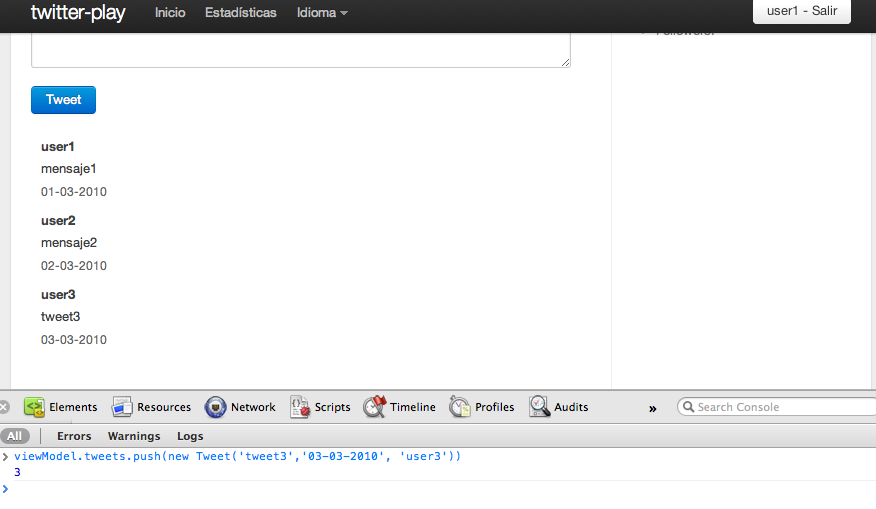 twitter-play Inicio Estadísticas Idioma user1 - Salir
Tweet
user1
mensaje1
01-03-2010
user2
mensaje2
02-03-2010
user3
tweet3
03-03-2010
Elements Resources Network Scripts Timeline Profiles Audits » Search Console
All Errors Warnings Logs
> viewModel.tweets.push(new Tweet('tweet3','03-03-2010', 'user3'))
3
>